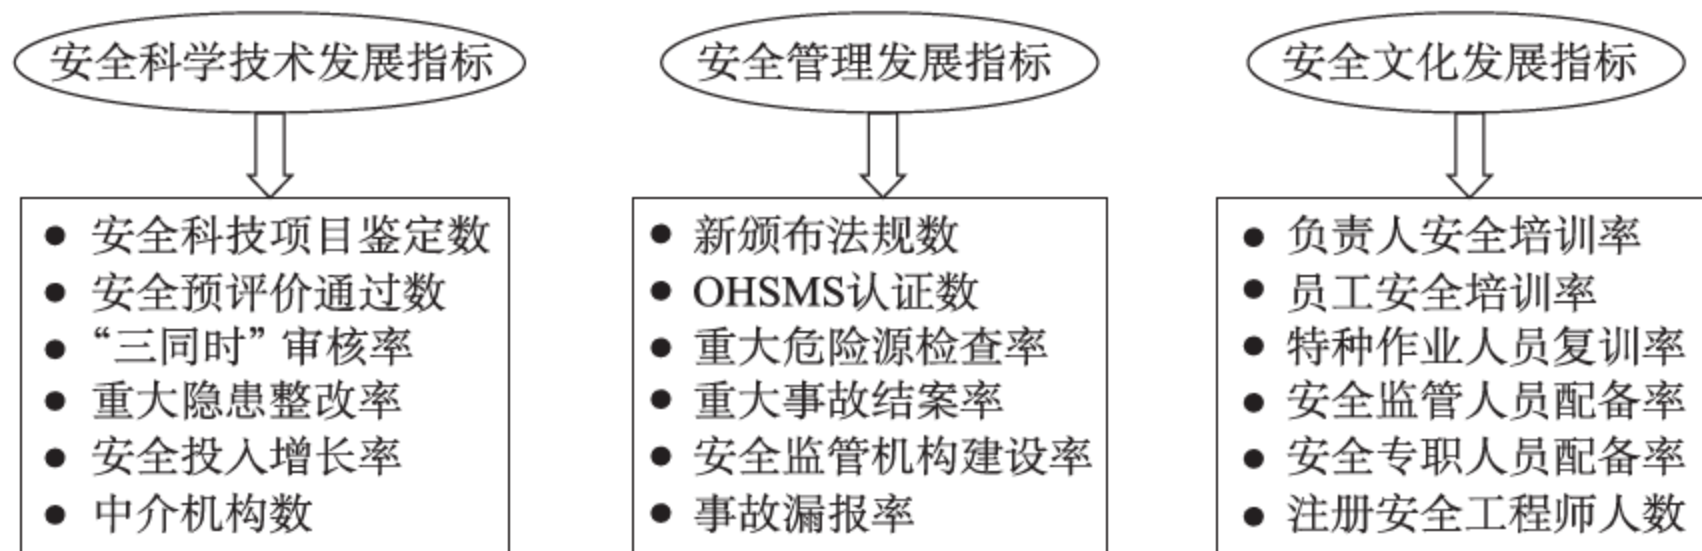 安全科学技术发展指标
安全科技项目鉴定数
安全预评价通过数
“三同时”审核率
重大隐患整改率
安全投入增长率
中介机构数
安全管理发展指标
新颁布法规数
OHSMS认证数
重大危险源检查率
重大事故结案率
安全监管机构建设率
事故漏报率
安全文化发展指标
负责人安全培训率
员工安全培训率
特种作业人员复训率
安全监管人员配备率
安全专职人员配备率
注册安全工程师人数